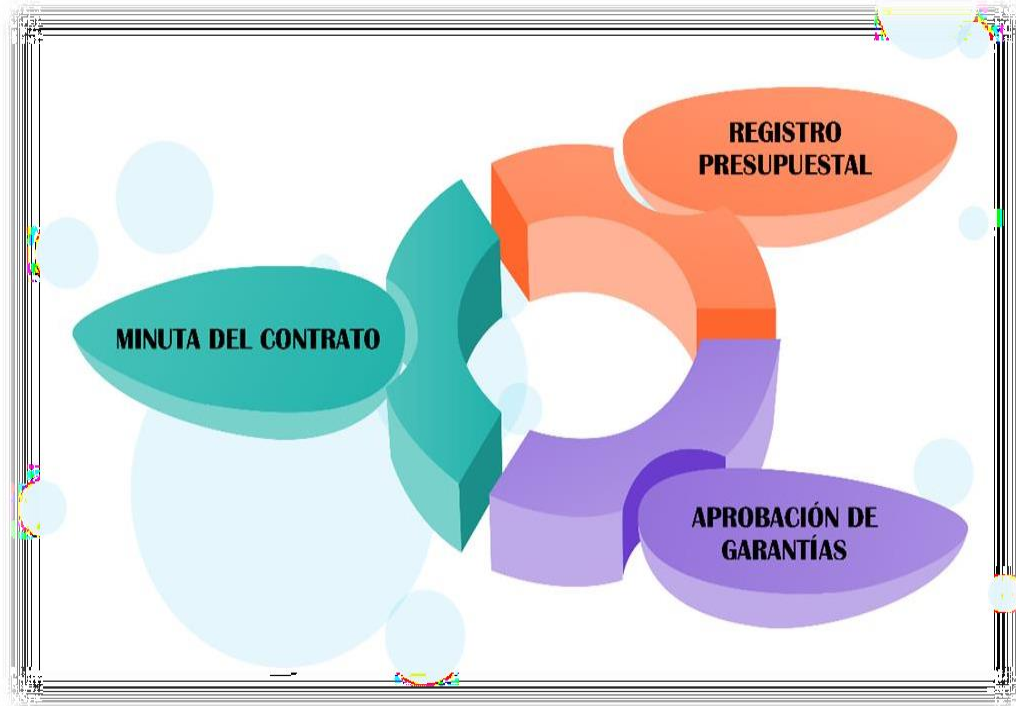 REGISTRO
PRESUPUESTAL
MINUTA DEL CONTRATO
APROBACIÓN DE
GARANTÍAS